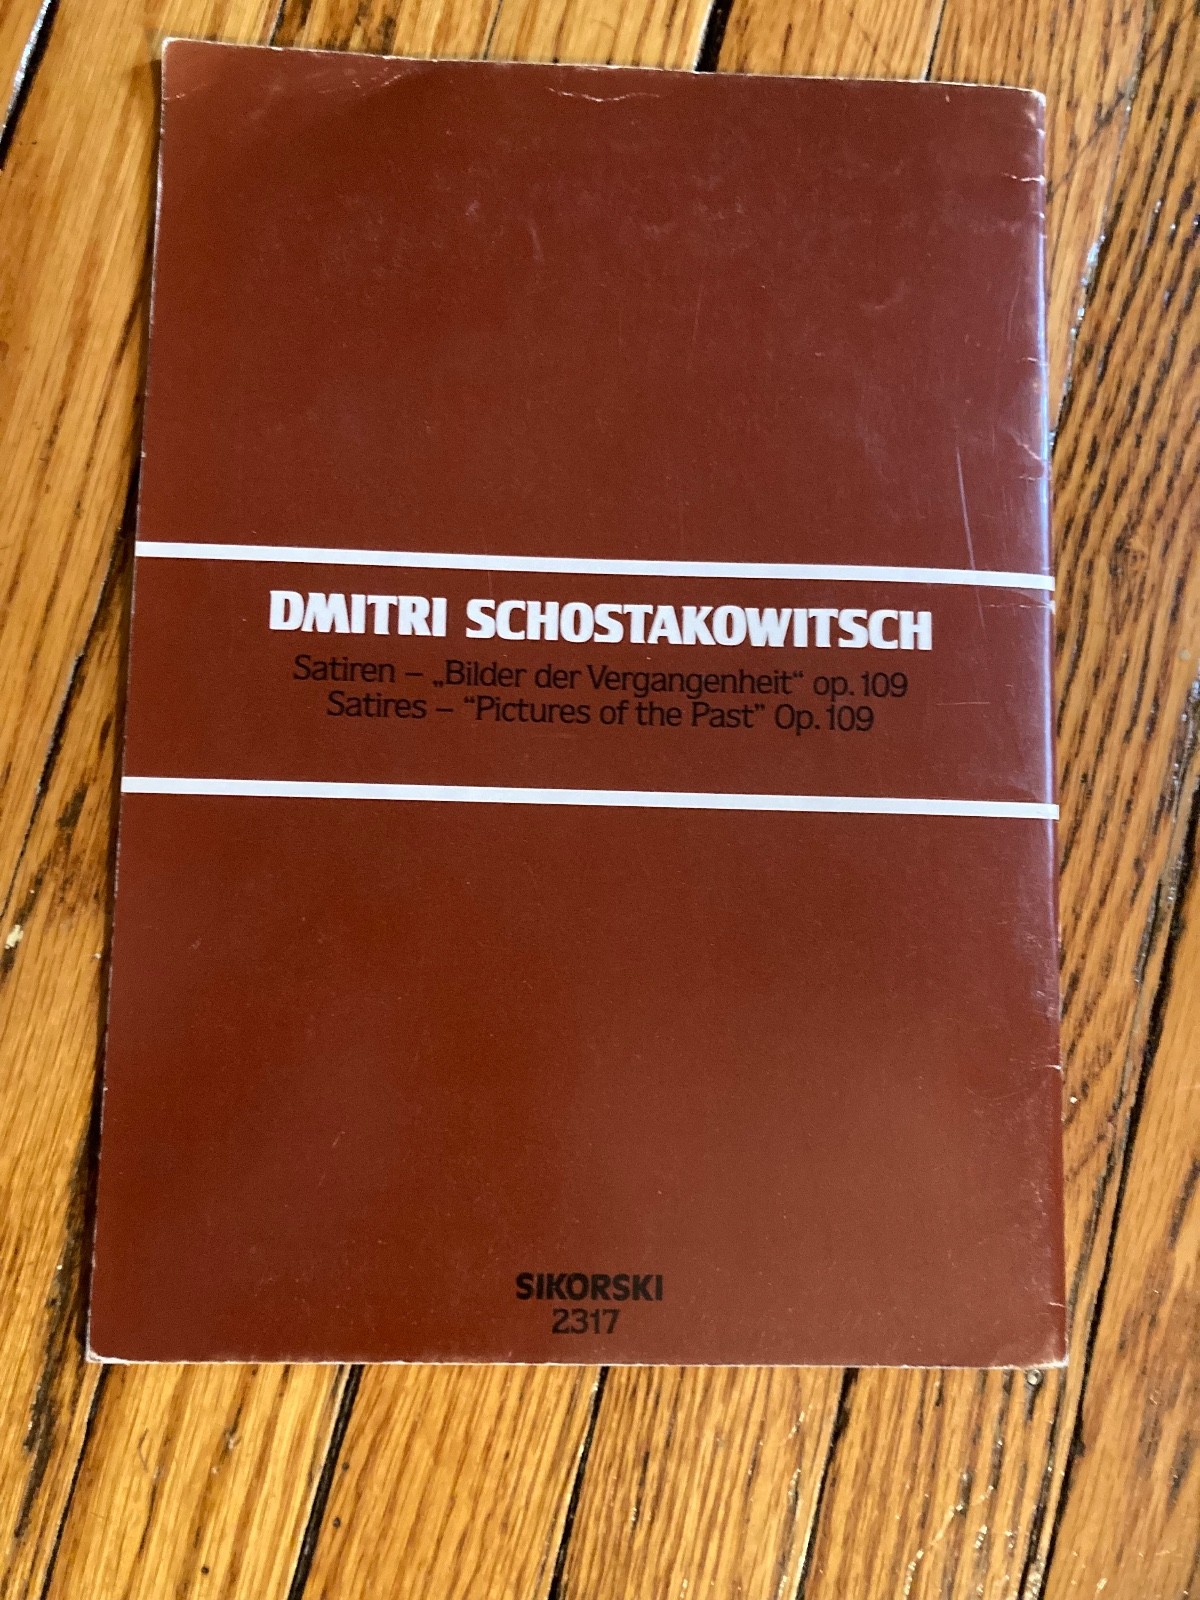 DMITRI SCHOSTAKOWITSCH
Satiren – „Bilder der Vergangenheit“ op. 109
Satires – “Pictures of the Past” Op. 109
SIKORSKI
2317